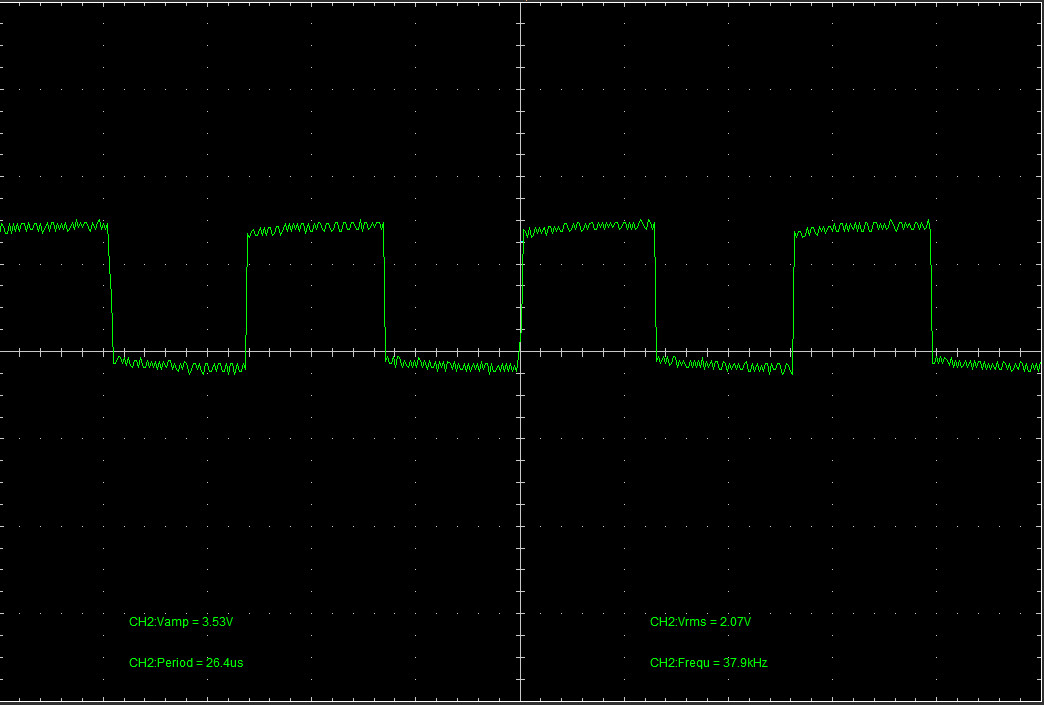 CH2:Vamp = 3.53V CH2:Vrms = 2.07V
CH2:Period = 26.4us CH2:Frequ = 37.9kHz